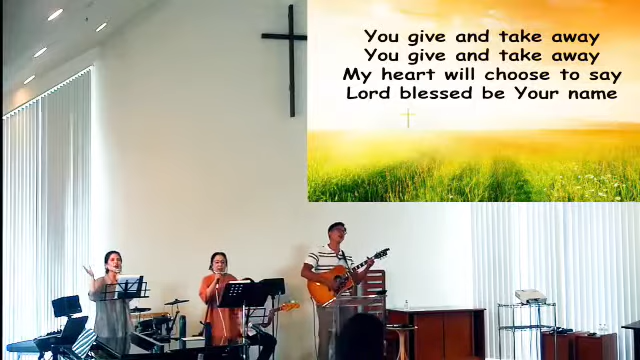 You give and take away
You give and take away
My heart will choose to say
Lord blessed be Your name